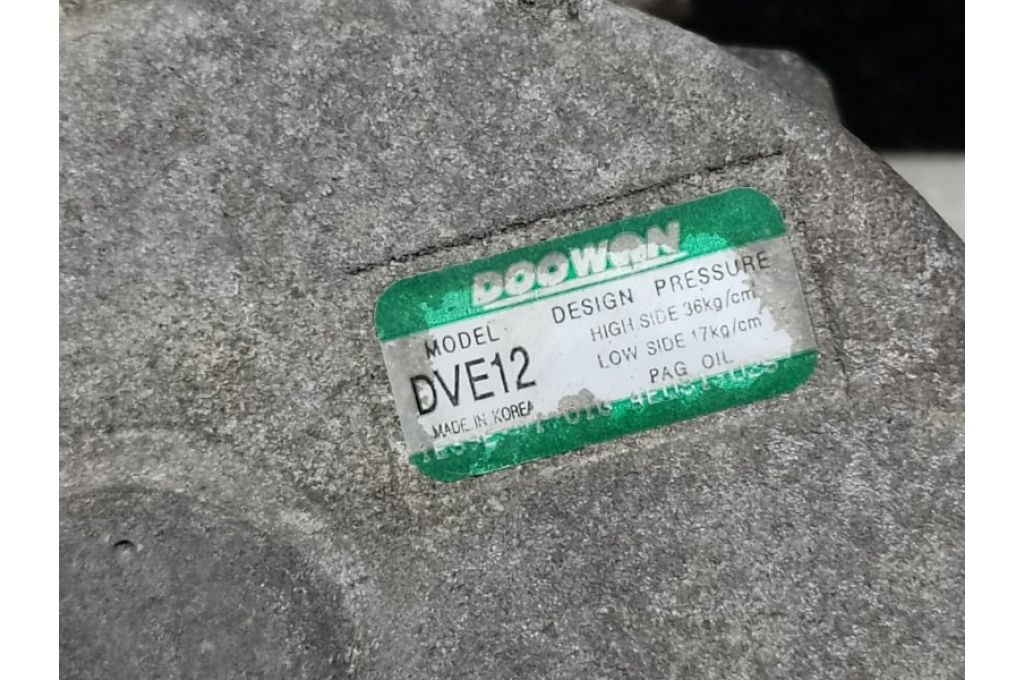 DOOWON
MODEL
DVE12
MADE IN KOREA
DESIGN PRESSURE
HIGH SIDE 36kg/cm
LOW SIDE 17kg/cm
PAG OIL